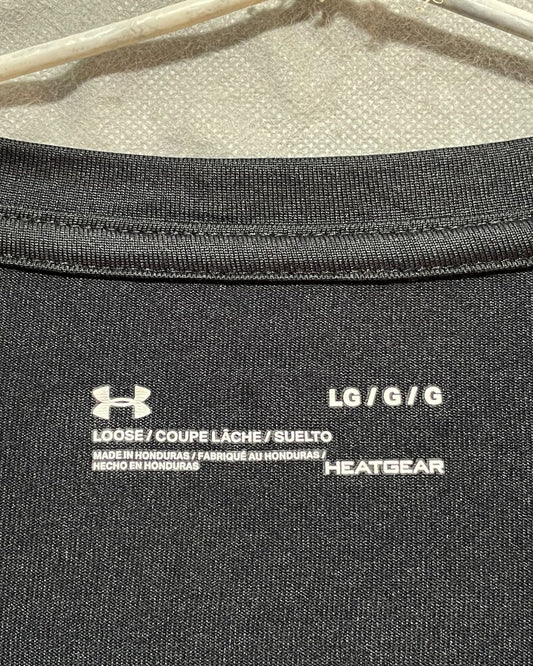 LG / G / G
LOOSE / COUPE LÂCHE / SUELTO
MADE IN HONDURAS / FABRIQUÉ AU HONDURAS /
HECHO EN HONDURAS
HEATGEAR